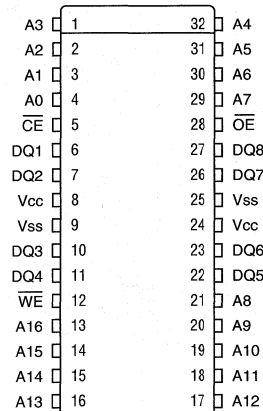 A3 1 32 A4
A2 2 31 A5
A1 3 30 A6
A0 4 29 A7
CE 5 28 OE
DQ1 6 27 DQ8
DQ2 7 26 DQ7
Vcc 8 25 Vss
Vss 9 24 Vcc
DQ3 10 23 DQ6
DQ4 11 22 DQ5
WE 12 21 A8
A16 13 20 A9
A15 14 19 A10
A14 15 18 A11
A13 16 17 A12